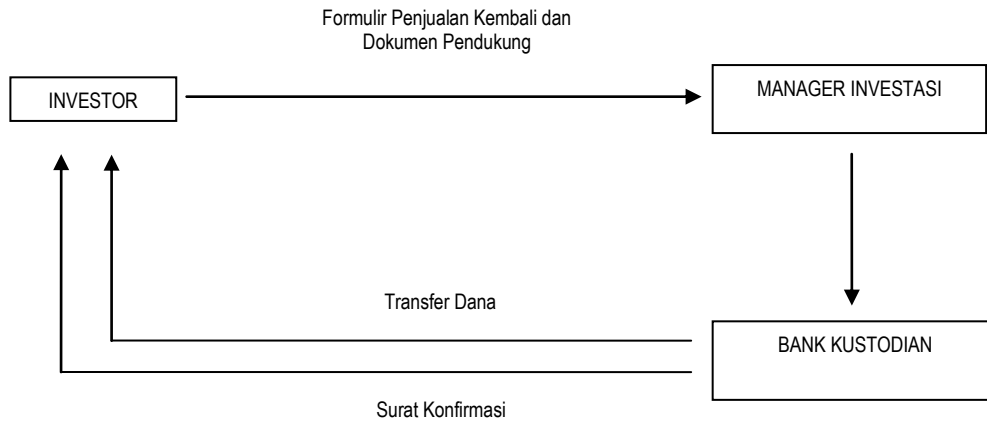 Formulir Penjualan Kembali dan
Dokumen Pendukung
INVESTOR
MANAGER INVESTASI
Transfer Dana
BANK KUSTODIAN
Surat Konfirmasi